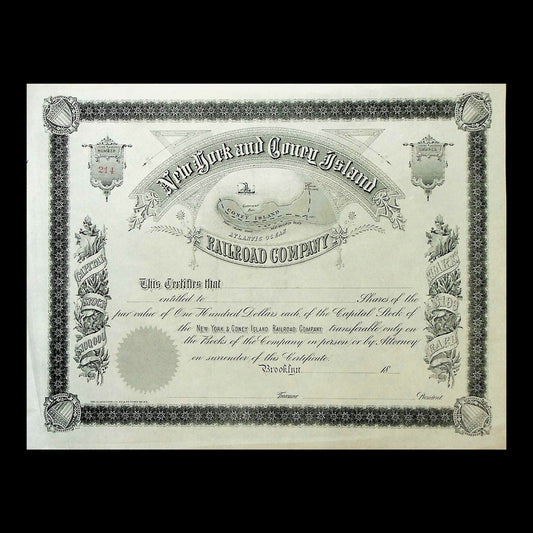 NUMBER
214
SHARES
New York and Coney Island
CONEY ISLAND
ATLANTIC OCEAN
RAILROAD COMPANY
CAPITAL
STOCK
SHARES
$100
EACH
This Certifies that
entitled to Shares of the
par value of One Hundred Dollars each of the Capital Stock of
the NEW YORK & CONEY ISLAND RAILROAD COMPANY transferable only on
the Books of the Company in person or by Attorney
on surrender of this Certificate.
Brooklyn, 18
Treasurer President